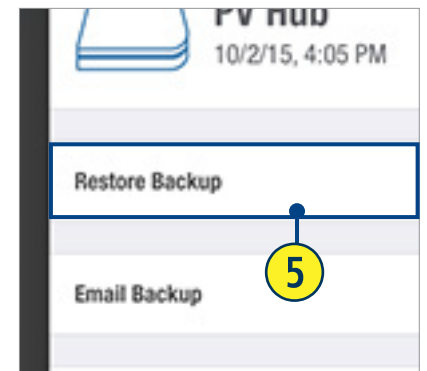 PV Hub
10/2/15, 4:05 PM
Restore Backup
5
Email Backup